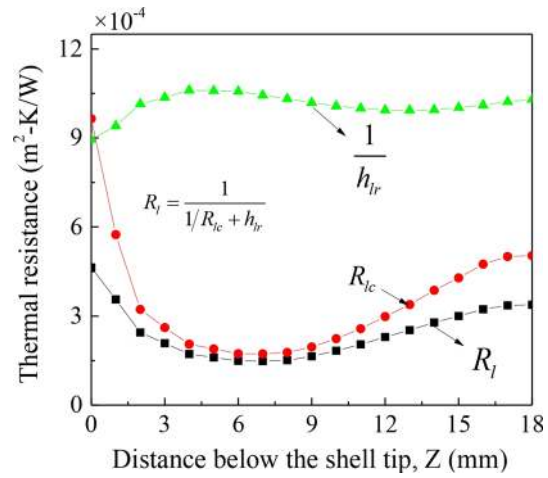 ×10⁻⁴
12
9
6
3
0
Thermal resistance (m²-K/W)
1
h_lr
R_l = 1 / (1/R_lc + h_lr)
R_lc
R_l
0 3 6 9 12 15 18
Distance below the shell tip, Z (mm)